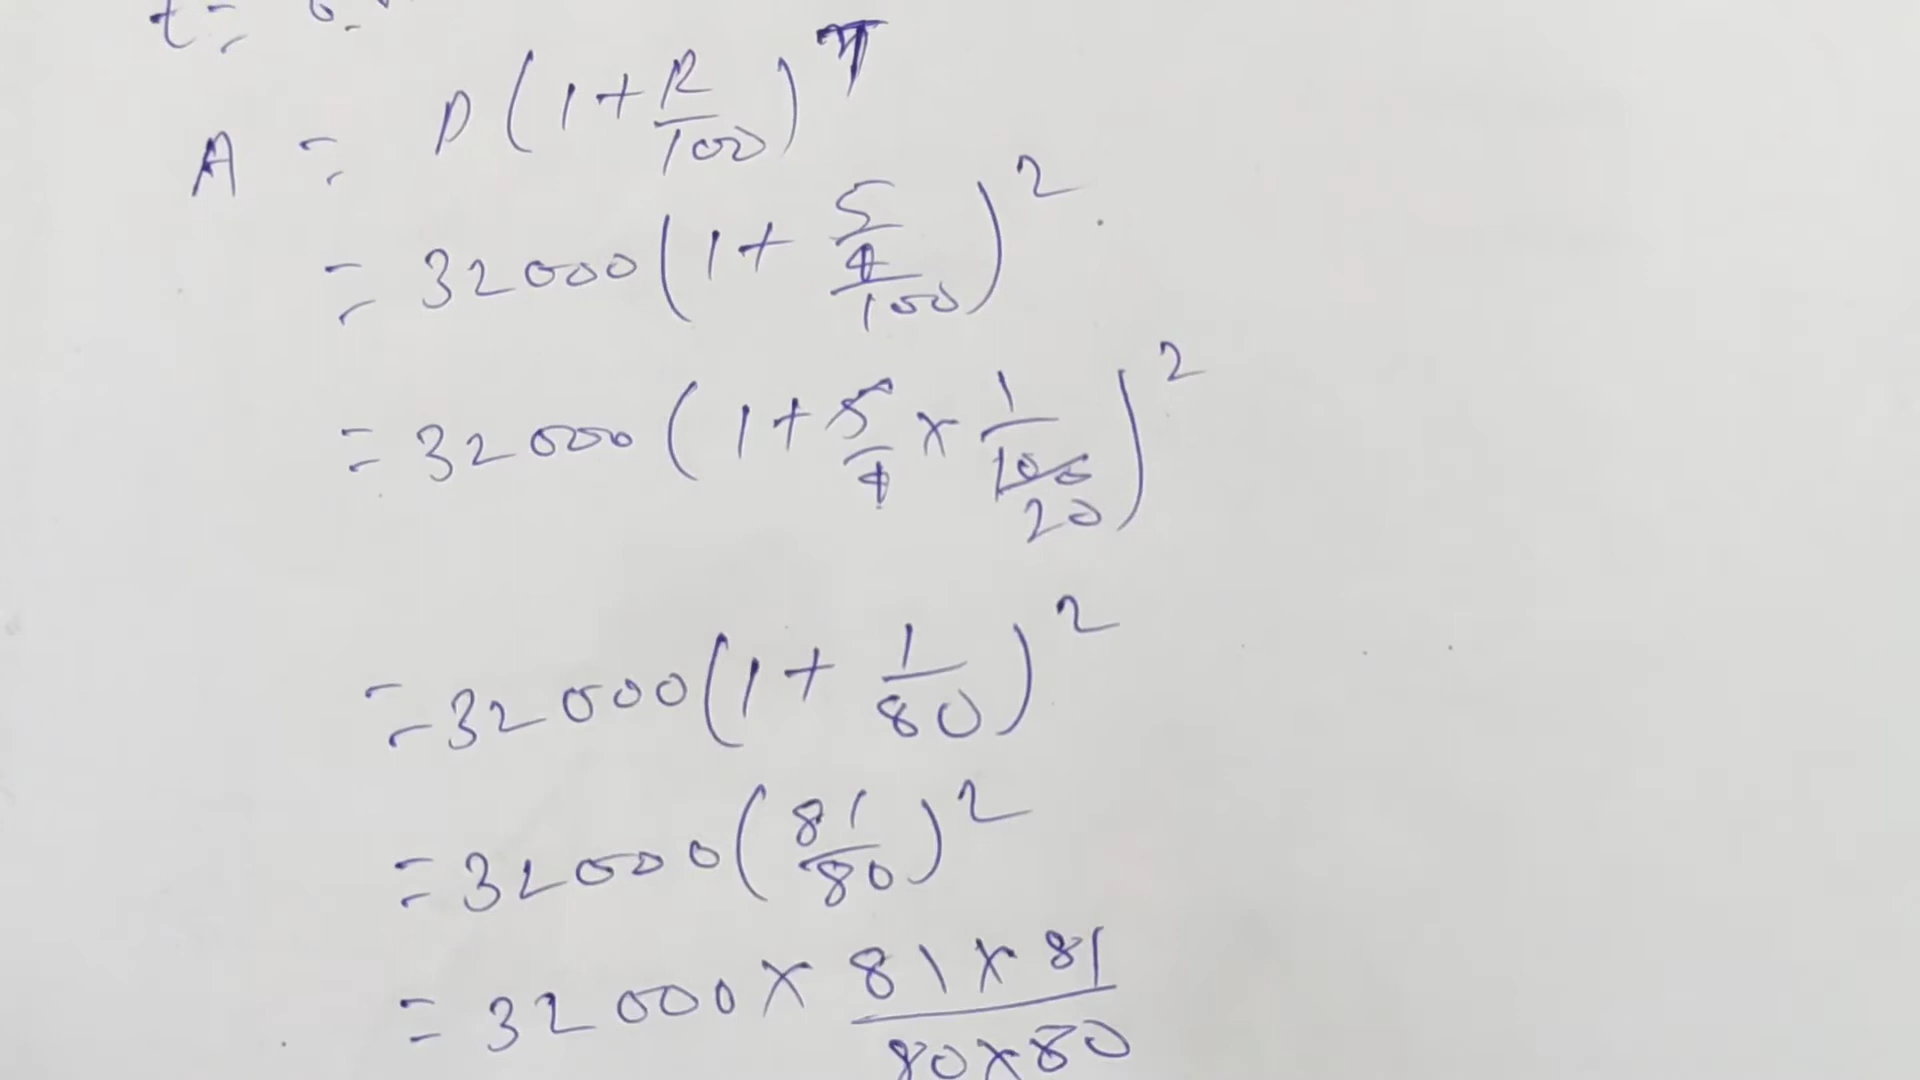 t =
A = P(1+R/100)^T
= 32000(1+ 5/4/100)^2
= 32000(1+5/4×1/100 20)^2
= 32000(1+ 1/80)^2
= 32000(81/80)^2
= 32000 × 81×81/80×80